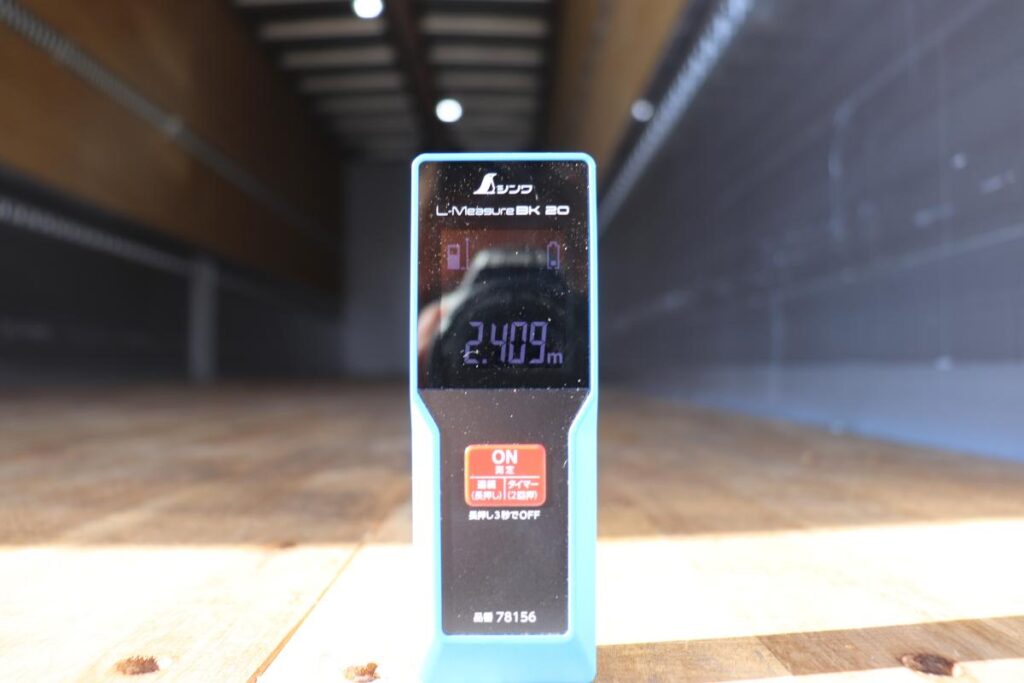 シンワ
L-Measure BK 20
2.409m
ON
測定
連続 タイマー
(長押し) (2回押)
長押し3秒でOFF
品番 78156